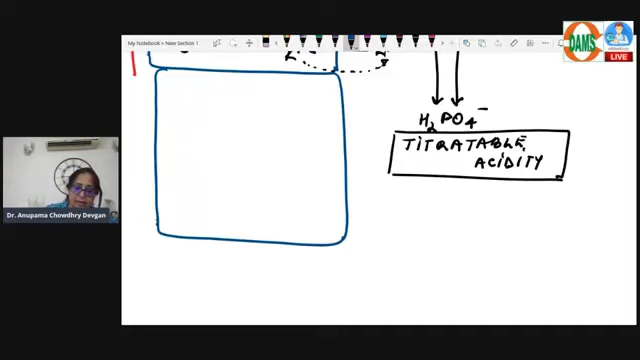 My Notebook > New Section 1
DAMS
LIVE
H2PO4-
TITRATABLE
ACIDITY
Dr. Anupama Chowdhry Devgan